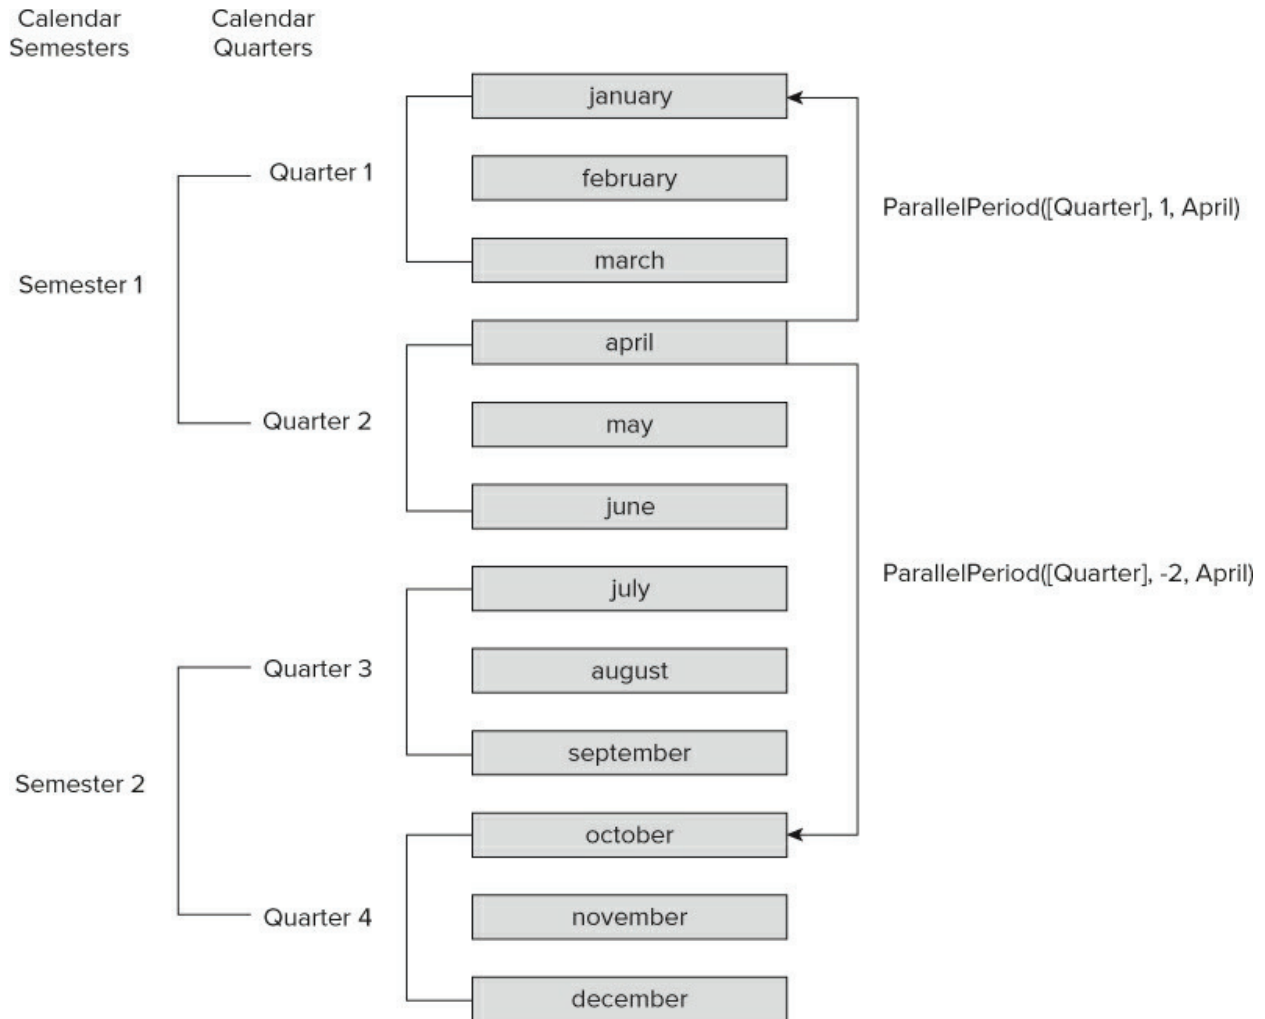 Calendar
Semesters
Calendar
Quarters
january
Quarter 1
february
ParallelPeriod([Quarter], 1, April)
march
Semester 1
april
Quarter 2
may
june
ParallelPeriod([Quarter], -2, April)
july
Quarter 3
august
september
Semester 2
october
Quarter 4
november
december